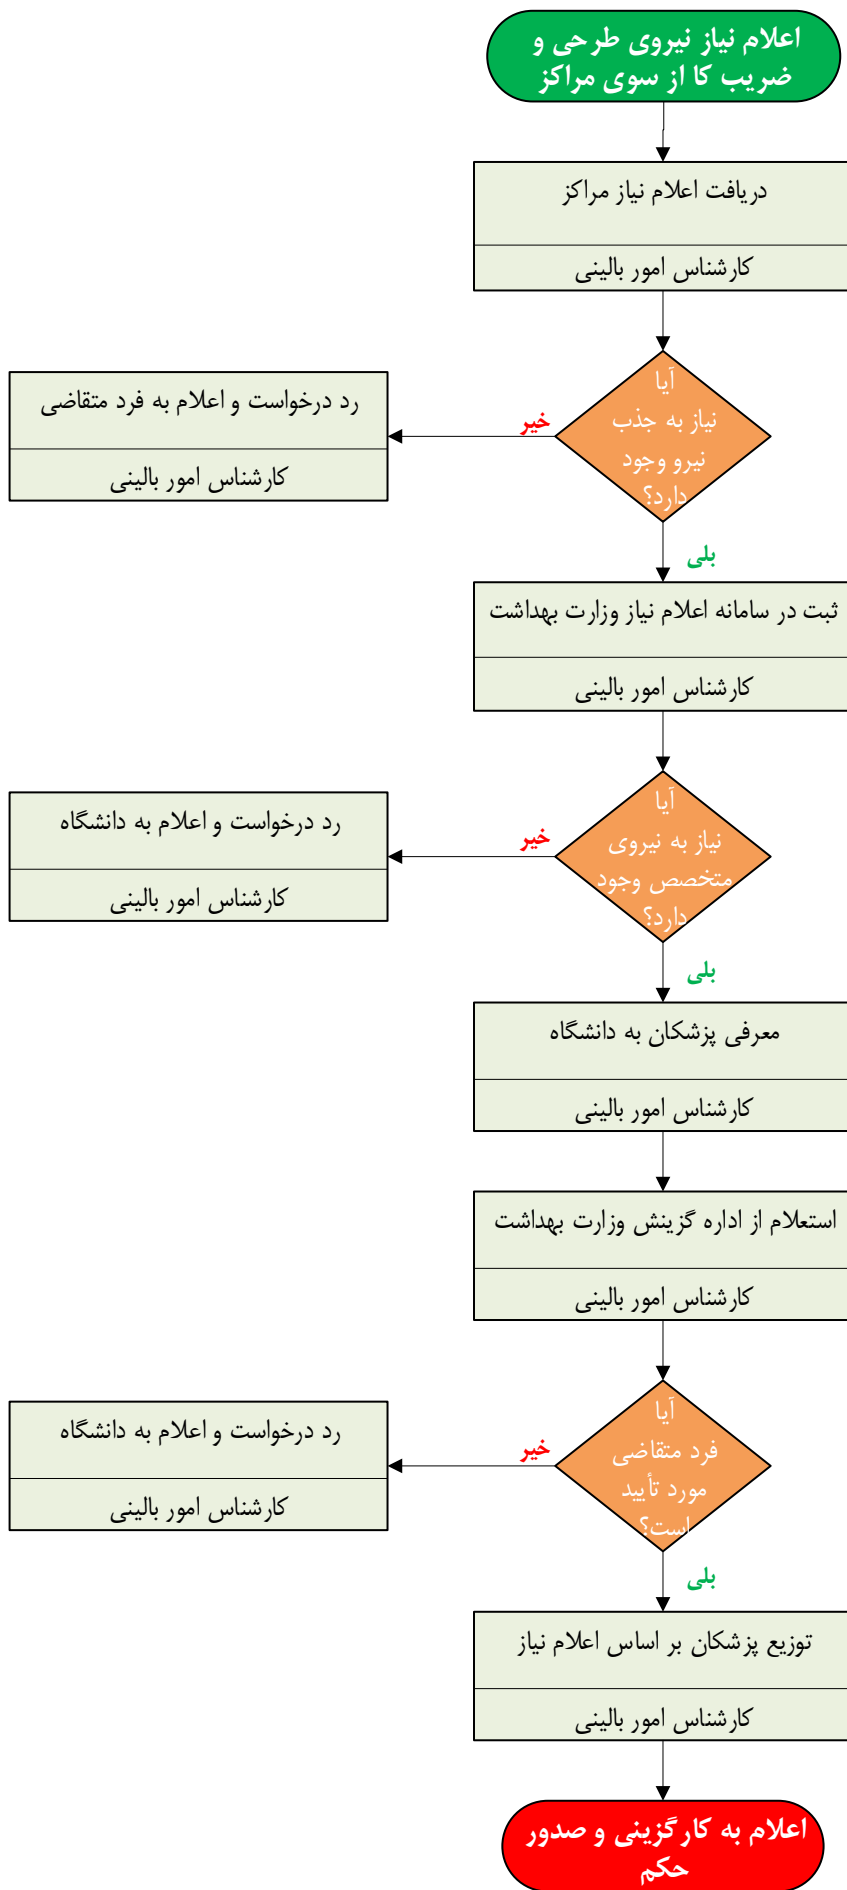 اعلام نیاز نیروی طرحی و
ضریب کا از سوی مراکز
دریافت اعلام نیاز مراکز
کارشناس امور بالینی
آیا
نیاز به جذب
نیرو وجود
دارد؟
خیر
رد درخواست و اعلام به فرد متقاضی
کارشناس امور بالینی
بلی
ثبت در سامانه اعلام نیاز وزارت بهداشت
کارشناس امور بالینی
آیا
نیاز به نیروی
متخصص وجود
دارد؟
خیر
رد درخواست و اعلام به دانشگاه
کارشناس امور بالینی
بلی
معرفی پزشکان به دانشگاه
کارشناس امور بالینی
استعلام از اداره گزینش وزارت بهداشت
کارشناس امور بالینی
آیا
فرد متقاضی
مورد تأیید
است؟
خیر
رد درخواست و اعلام به دانشگاه
کارشناس امور بالینی
بلی
توزیع پزشکان بر اساس اعلام نیاز
کارشناس امور بالینی
اعلام به کارگزینی و صدور
حکم